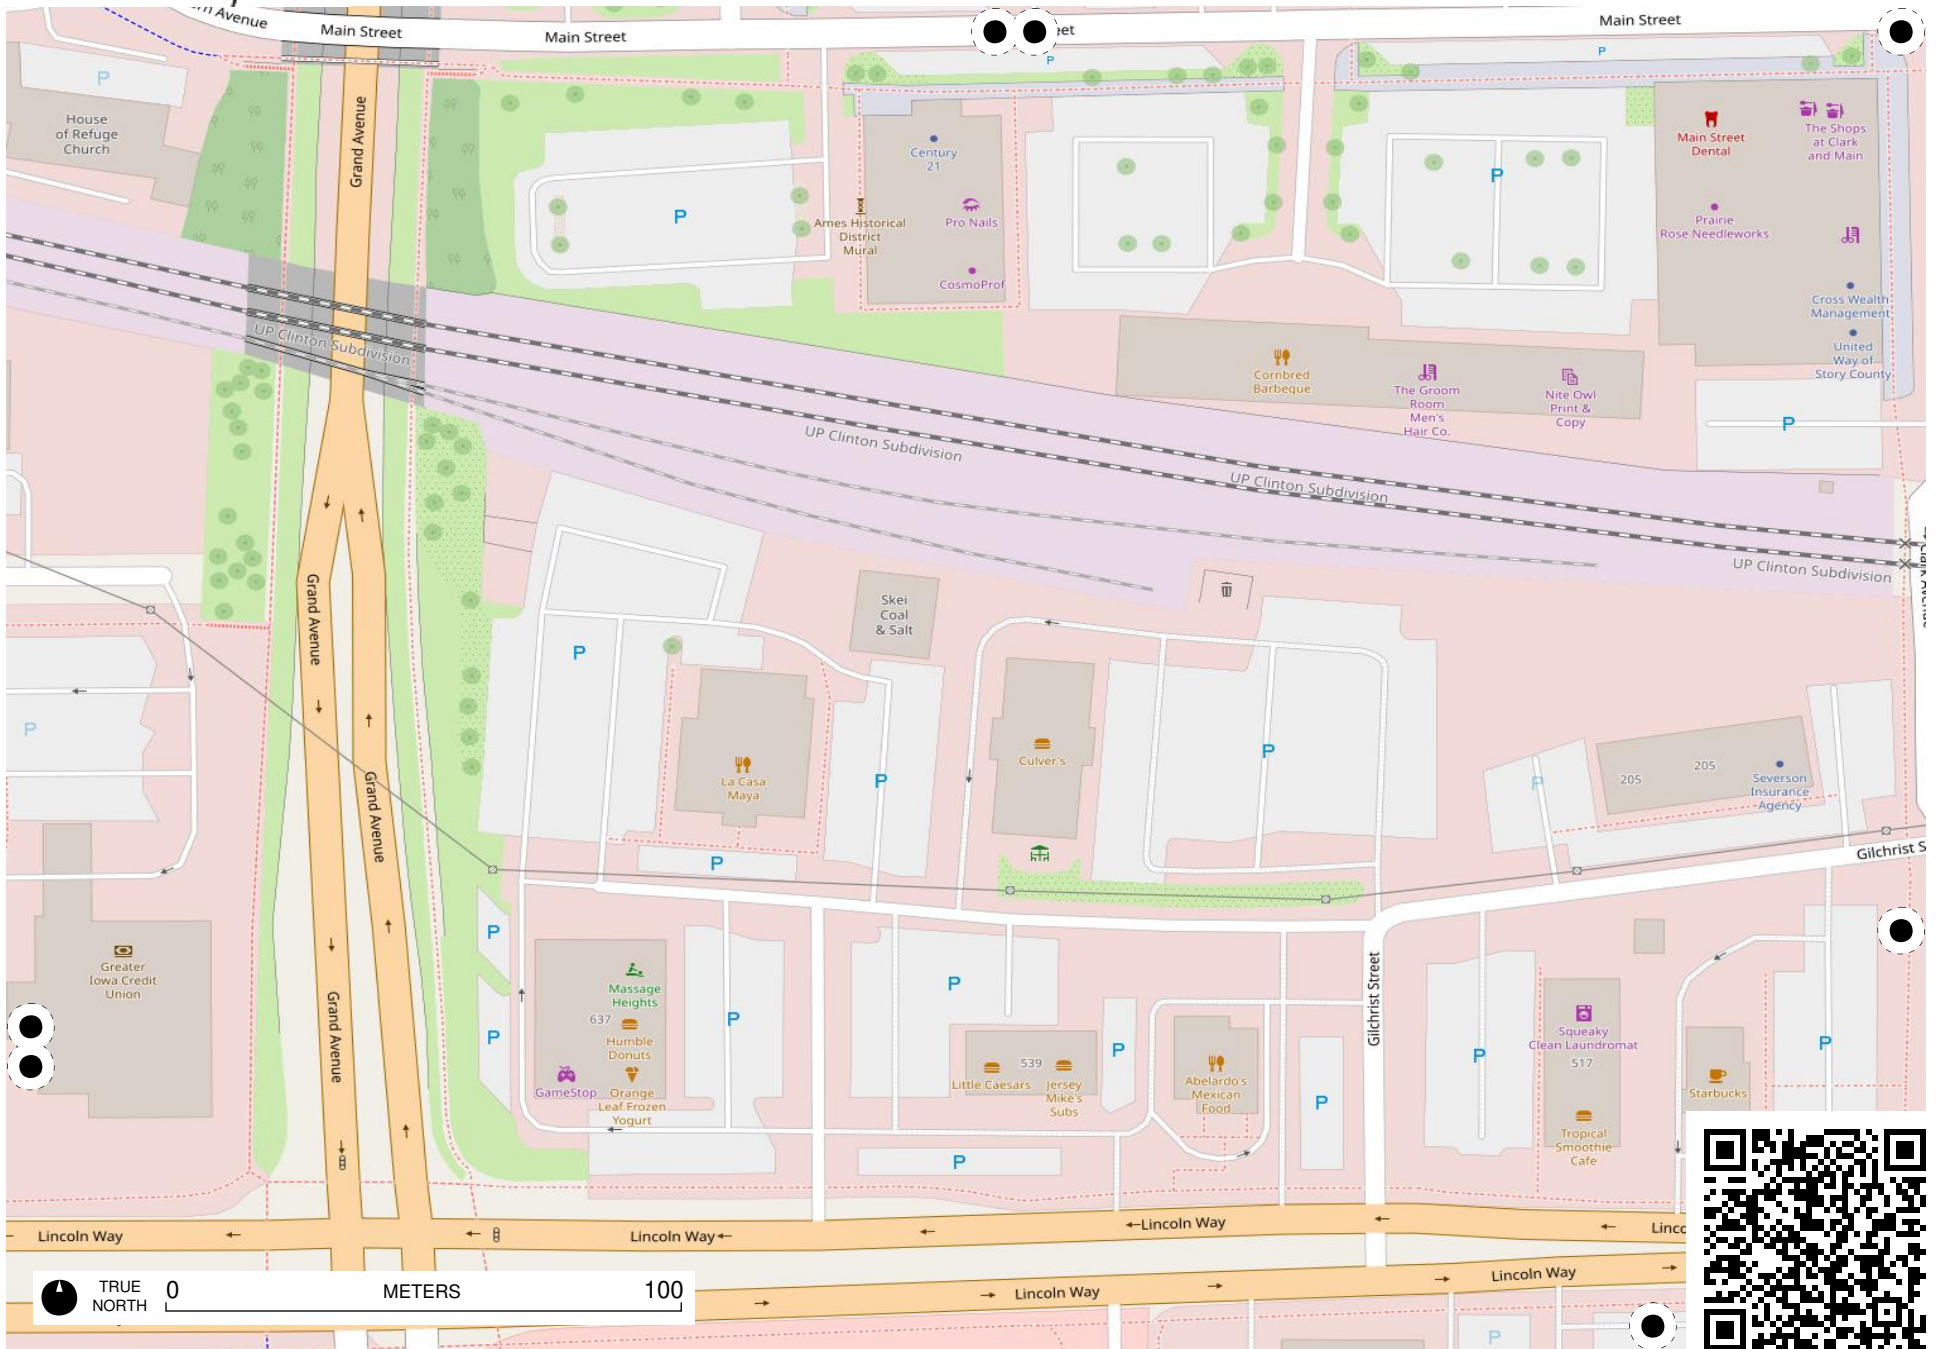 Avenue
Main Street
Main Street
Main Street
P
P
P
Grand Avenue
House
of Refuge
Church
Century
21
Main Street
Dental
The Shops
at Clark
and Main
P
P
Ames Historical
District
Mural
Pro Nails
Prairie
Rose Needleworks
CosmoProf
Cross Wealth
Management
UP Clinton Subdivision
United
Way of
Story County
Cornbred
Barbeque
The Groom
Room
Men's
Hair Co.
Nite Owl
Print &
Copy
P
UP Clinton Subdivision
UP Clinton Subdivision
UP Clinton Subdivision
Grand Avenue
Skei
Coal
& Salt
P
P
P
P
P
La Casa
Maya
Culver's
205
205
Severson
Insurance
Agency
Grand Avenue
P
Gilchrist S
P
Greater
Iowa Credit
Union
Grand Avenue
Massage
Heights
637
Humble
Donuts
GameStop
Orange
Leaf Frozen
Yogurt
P
P
P
P
Little Caesars
539
Jersey
Mike's
Subs
P
Abelardo's
Mexican
Food
P
Gilchrist Street
P
Squeaky
Clean Laundromat
517
Tropical
Smoothie
Cafe
Starbucks
P
P
Lincoln Way
Lincoln Way
Lincoln Way
Linco
Lincoln Way
Lincoln Way
TRUE
NORTH
0 METERS 100
P